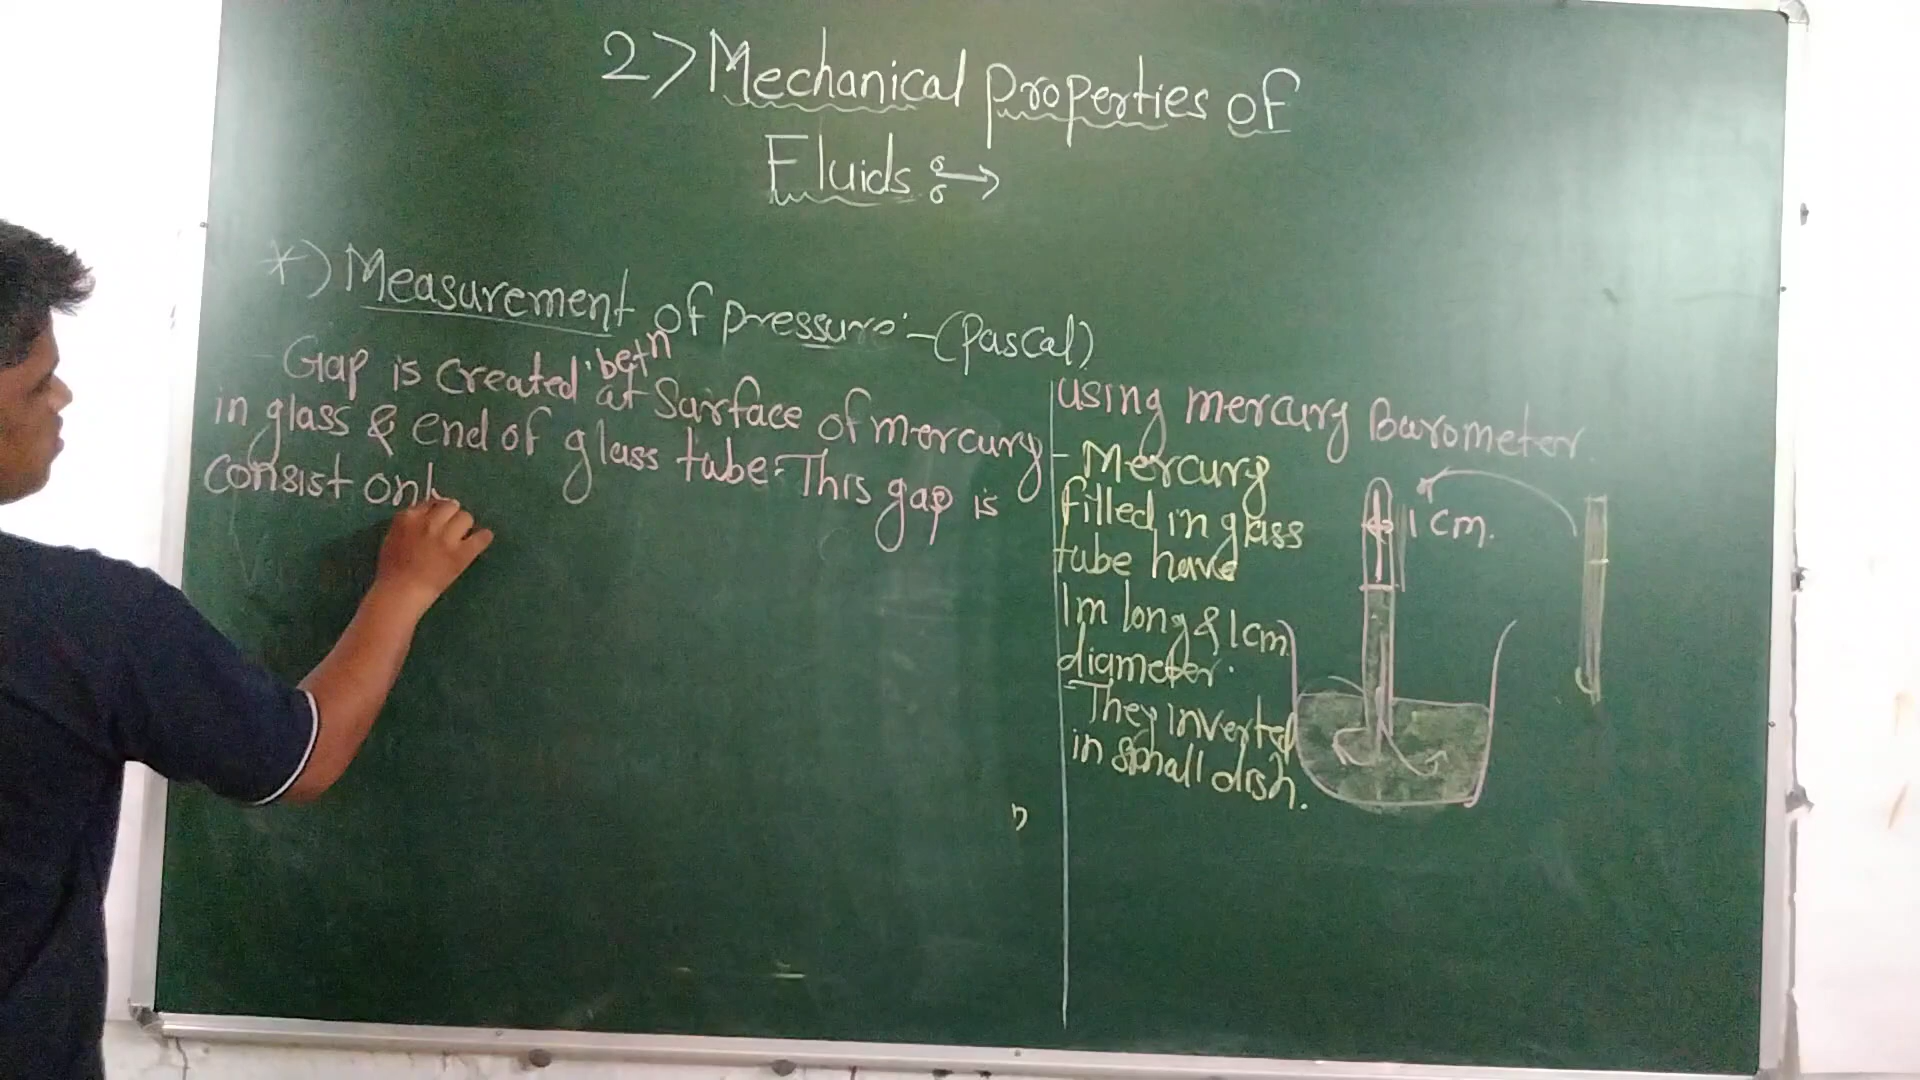 2> Mechanical properties of
Fluids :→
*) Measurement of pressure - (Pascal)
Gap is created betn
at Surface of mercury
in glass & end of glass tube. This gap is
consist onl
using mercury Barometer.
- Mercury
filled in glass
tube have
1m long & 1cm
diameter.
- They inverted
in small dish.
1 cm.